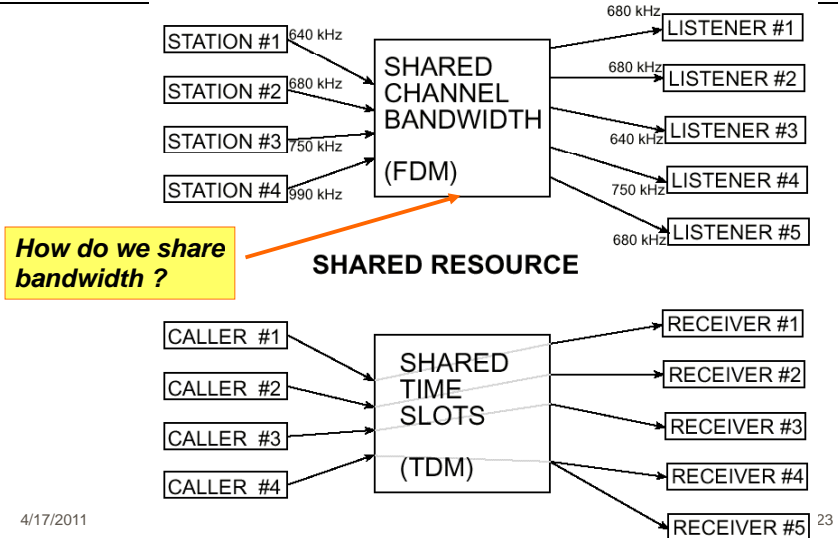 STATION #1
640 kHz
STATION #2
680 kHz
STATION #3
750 kHz
STATION #4
990 kHz
SHARED
CHANNEL
BANDWIDTH
(FDM)
680 kHz
LISTENER #1
680 kHz
LISTENER #2
640 kHz
LISTENER #3
750 kHz
LISTENER #4
680 kHz
LISTENER #5
How do we share
bandwidth ?
SHARED RESOURCE
CALLER #1
CALLER #2
CALLER #3
CALLER #4
SHARED
TIME
SLOTS
(TDM)
RECEIVER #1
RECEIVER #2
RECEIVER #3
RECEIVER #4
RECEIVER #5
4/17/2011
23